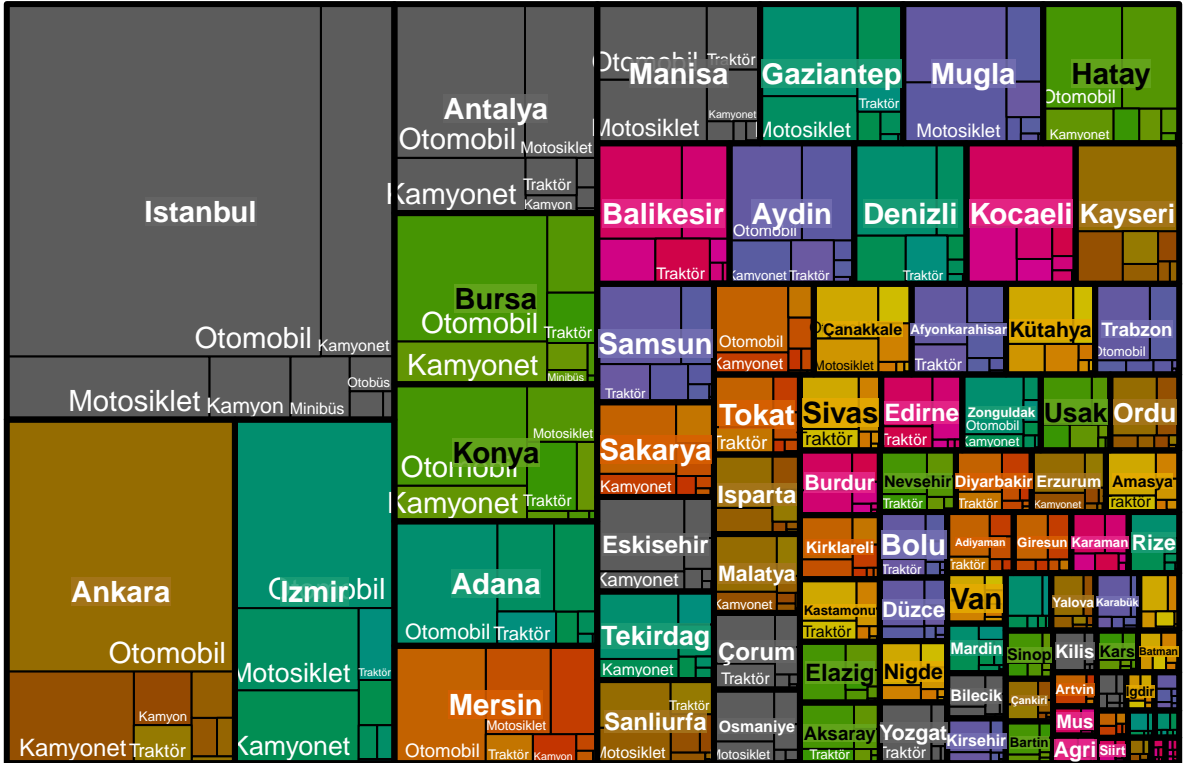 Istanbul
Otomobil
Kamyonet
Motosiklet
Kamyon
Minibüs
Otobüs
Ankara
Otomobil
Kamyonet
Kamyon
Traktör
Izmir
Motosiklet
Traktör
Kamyonet
Antalya
Otomobil
Motosiklet
Kamyonet
Traktör
Kamyon
Bursa
Otomobil
Traktör
Kamyonet
Minibüs
Konya
Otomobil
Motosiklet
Kamyonet
Traktör
Adana
Otomobil
Traktör
Mersin
Motosiklet
Otomobil
Traktör
Kamyon
Manisa
Otomobil
Traktör
Motosiklet
Kamyonet
Gaziantep
Traktör
Motosiklet
Mugla
Motosiklet
Hatay
Otomobil
Kamyonet
Balikesir
Traktör
Aydin
Otomobil
Kamyonet
Traktör
Denizli
Traktör
Kocaeli
Kayseri
Samsun
Traktör
Otomobil
Kamyonet
Çanakkale
Motosiklet
Afyonkarahisar
Traktör
Kütahya
Trabzon
Otomobil
Sakarya
Kamyonet
Tokat
Traktör
Sivas
Traktör
Edirne
Traktör
Zonguldak
Otomobil
Kamyonet
Usak
Ordu
Eskisehir
Kamyonet
Isparta
Burdur
Nevsehir
Traktör
Diyarbakir
Traktör
Erzurum
Kamyonet
Amasya
Traktör
Tekirdag
Kamyonet
Malatya
Kamyonet
Kirklareli
Bolu
Traktör
Adiyaman
Giresun
Karaman
Rize
Sanliurfa
Traktör
Motosiklet
Çorum
Traktör
Kastamonu
Traktör
Düzce
Van
Yalova
Karabük
Osmaniye
Motosiklet
Elazig
Nigde
Mardin
Sinop
Kilis
Kars
Batman
Aksaray
Traktör
Yozgat
Traktör
Bilecik
Çankiri
Artvin
Igdir
Kirsehir
Bartin
Mus
Agri
Siirt